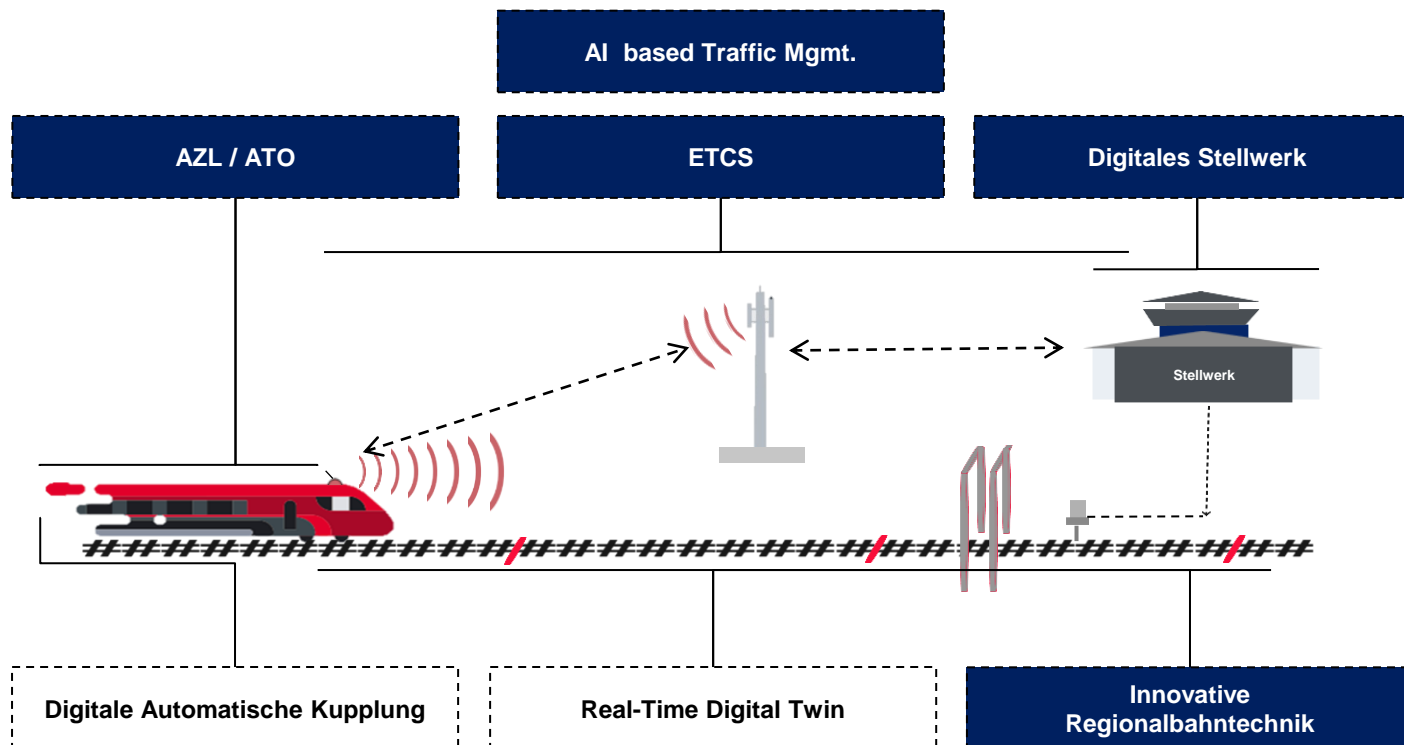 AI based Traffic Mgmt.
AZL / ATO
ETCS
Digitales Stellwerk
Stellwerk
Digitale Automatische Kupplung
Real-Time Digital Twin
Innovative
Regionalbahntechnik